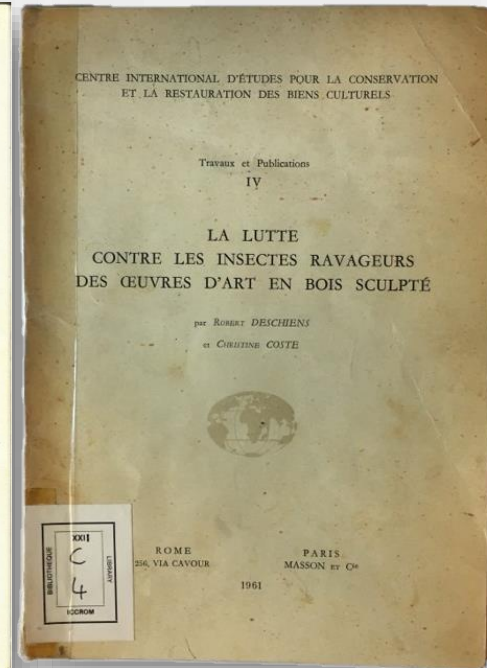 CENTRE INTERNATIONAL D'ÉTUDES POUR LA CONSERVATION
ET LA RESTAURATION DES BIENS CULTURELS
Travaux et Publications
IV
LA LUTTE
CONTRE LES INSECTES RAVAGEURS
DES ŒUVRES D'ART EN BOIS SCULPTÉ
par ROBERT DESCHIENS
et CHRISTINE COSTE
BIBLIOTHEQUE
XXI
C
4
ICCROM
LIBRARY
ROME
256, VIA CAVOUR
PARIS
MASSON ET Cie
1961